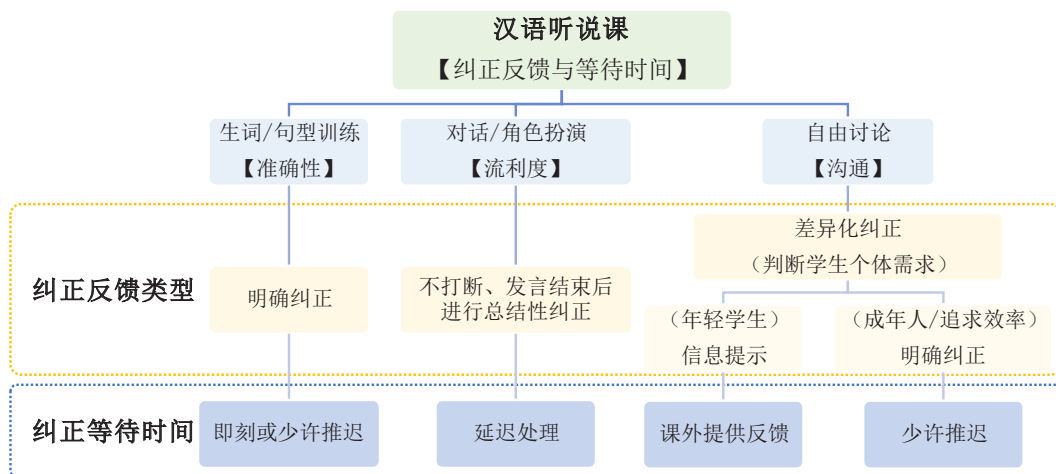 汉语听说课
【纠正反馈与等待时间】
生词/句型训练
【准确性】
对话/角色扮演
【流利度】
自由讨论
【沟通】
纠正反馈类型
明确纠正
不打断、发言结束后
进行总结性纠正
差异化纠正
（判断学生个体需求）
（年轻学生）
信息提示
（成年人/追求效率）
明确纠正
纠正等待时间
即刻或少许推迟
延迟处理
课外提供反馈
少许推迟